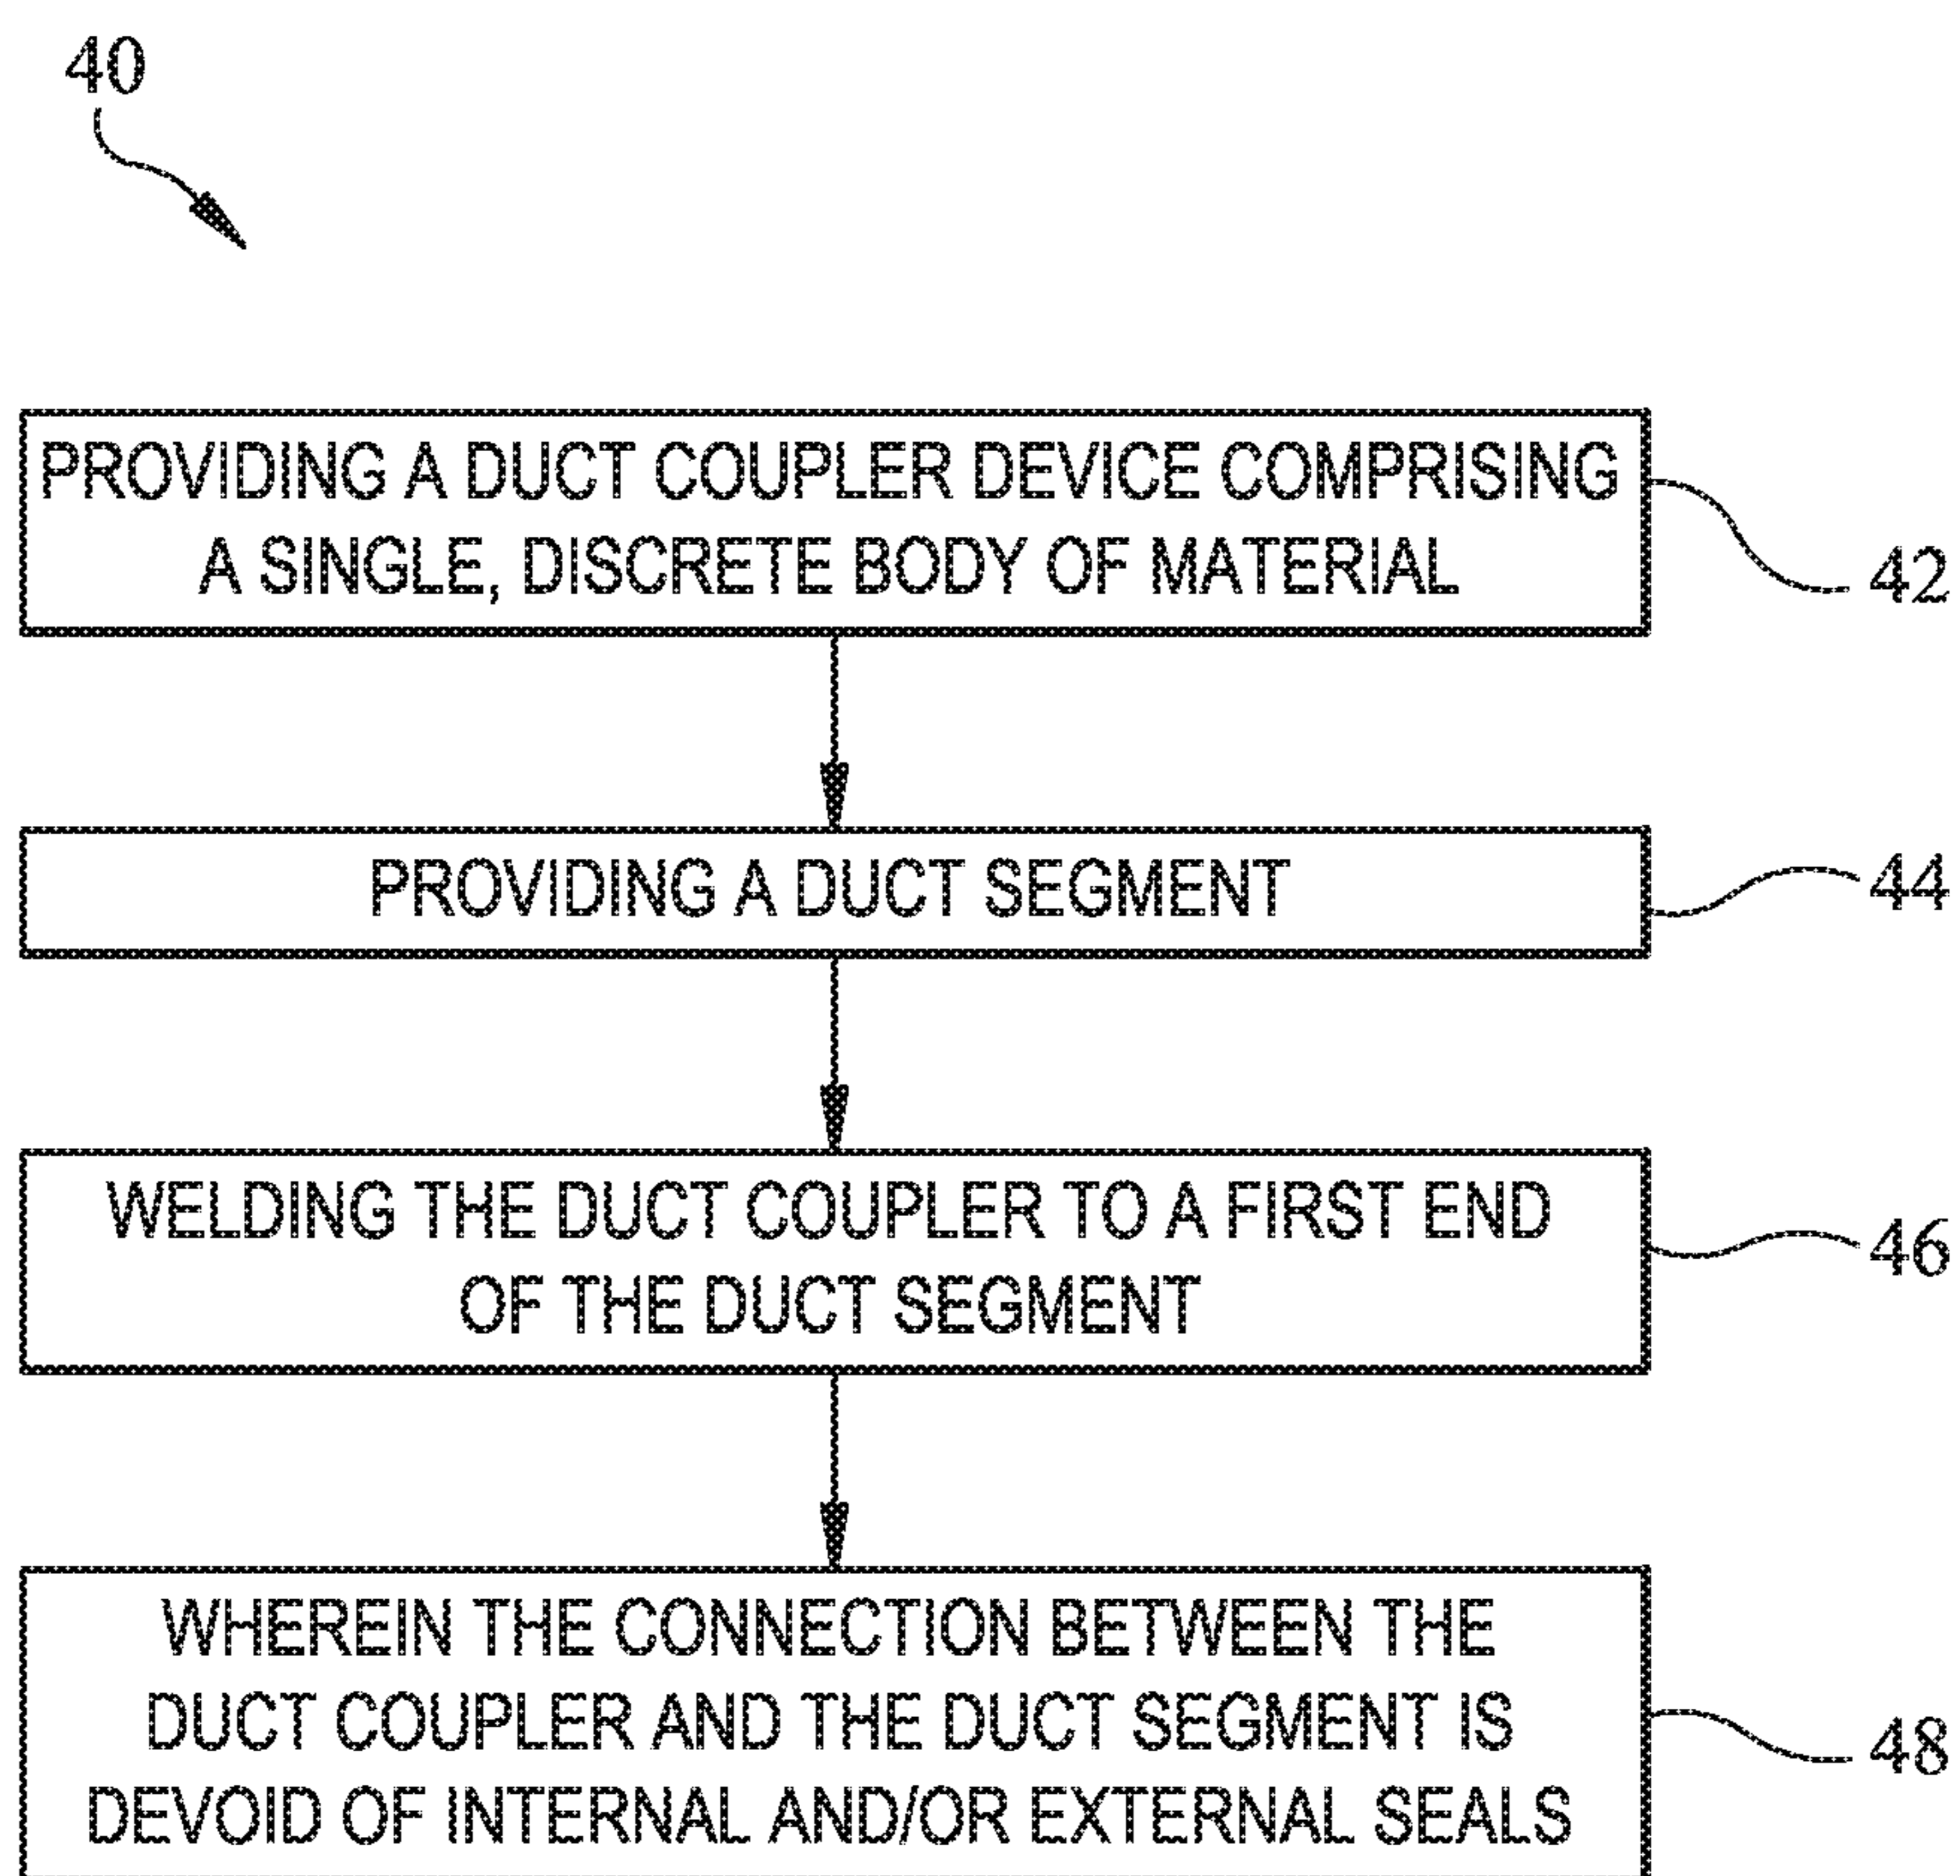 40
PROVIDING A DUCT COUPLER DEVICE COMPRISING
A SINGLE, DISCRETE BODY OF MATERIAL
42
PROVIDING A DUCT SEGMENT
44
WELDING THE DUCT COUPLER TO A FIRST END
OF THE DUCT SEGMENT
46
WHEREIN THE CONNECTION BETWEEN THE
DUCT COUPLER AND THE DUCT SEGMENT IS
DEVOID OF INTERNAL AND/OR EXTERNAL SEALS
48